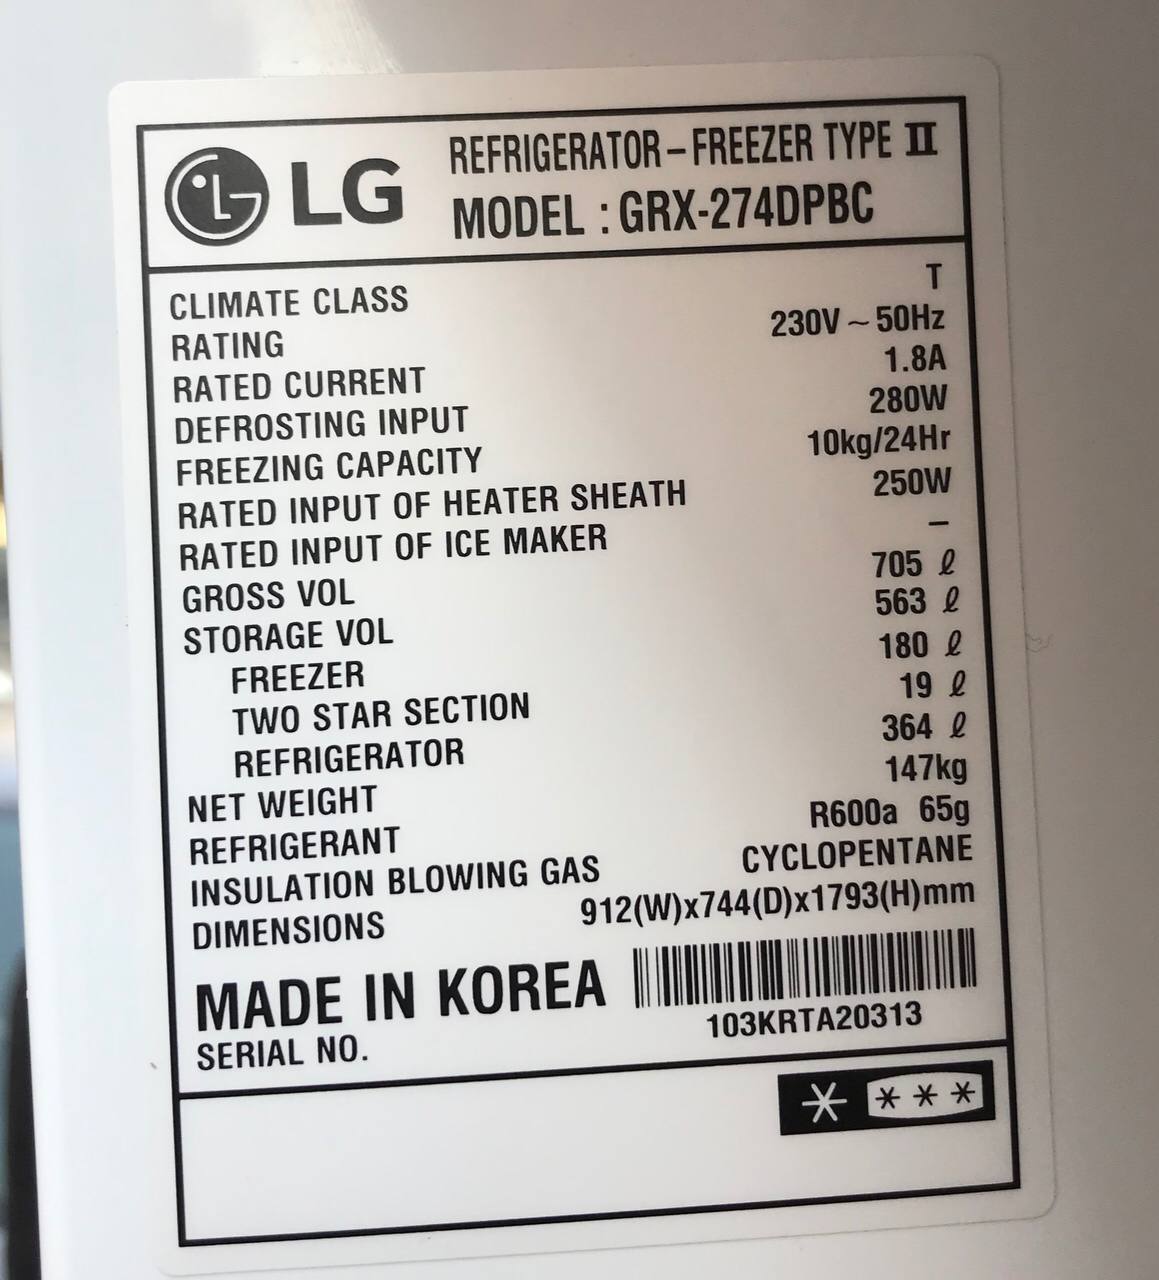 LG
REFRIGERATOR-FREEZER TYPE II
MODEL : GRX-274DPBC
CLIMATE CLASS T
RATING 230V ~ 50Hz
RATED CURRENT 1.8A
DEFROSTING INPUT 280W
FREEZING CAPACITY 10kg/24Hr
RATED INPUT OF HEATER SHEATH 250W
RATED INPUT OF ICE MAKER –
GROSS VOL 705 ℓ
STORAGE VOL 563 ℓ
FREEZER 180 ℓ
TWO STAR SECTION 19 ℓ
REFRIGERATOR 364 ℓ
NET WEIGHT 147kg
REFRIGERANT R600a 65g
INSULATION BLOWING GAS CYCLOPENTANE
DIMENSIONS 912(W)x744(D)x1793(H)mm
MADE IN KOREA
SERIAL NO. 103KRTA20313
* ***